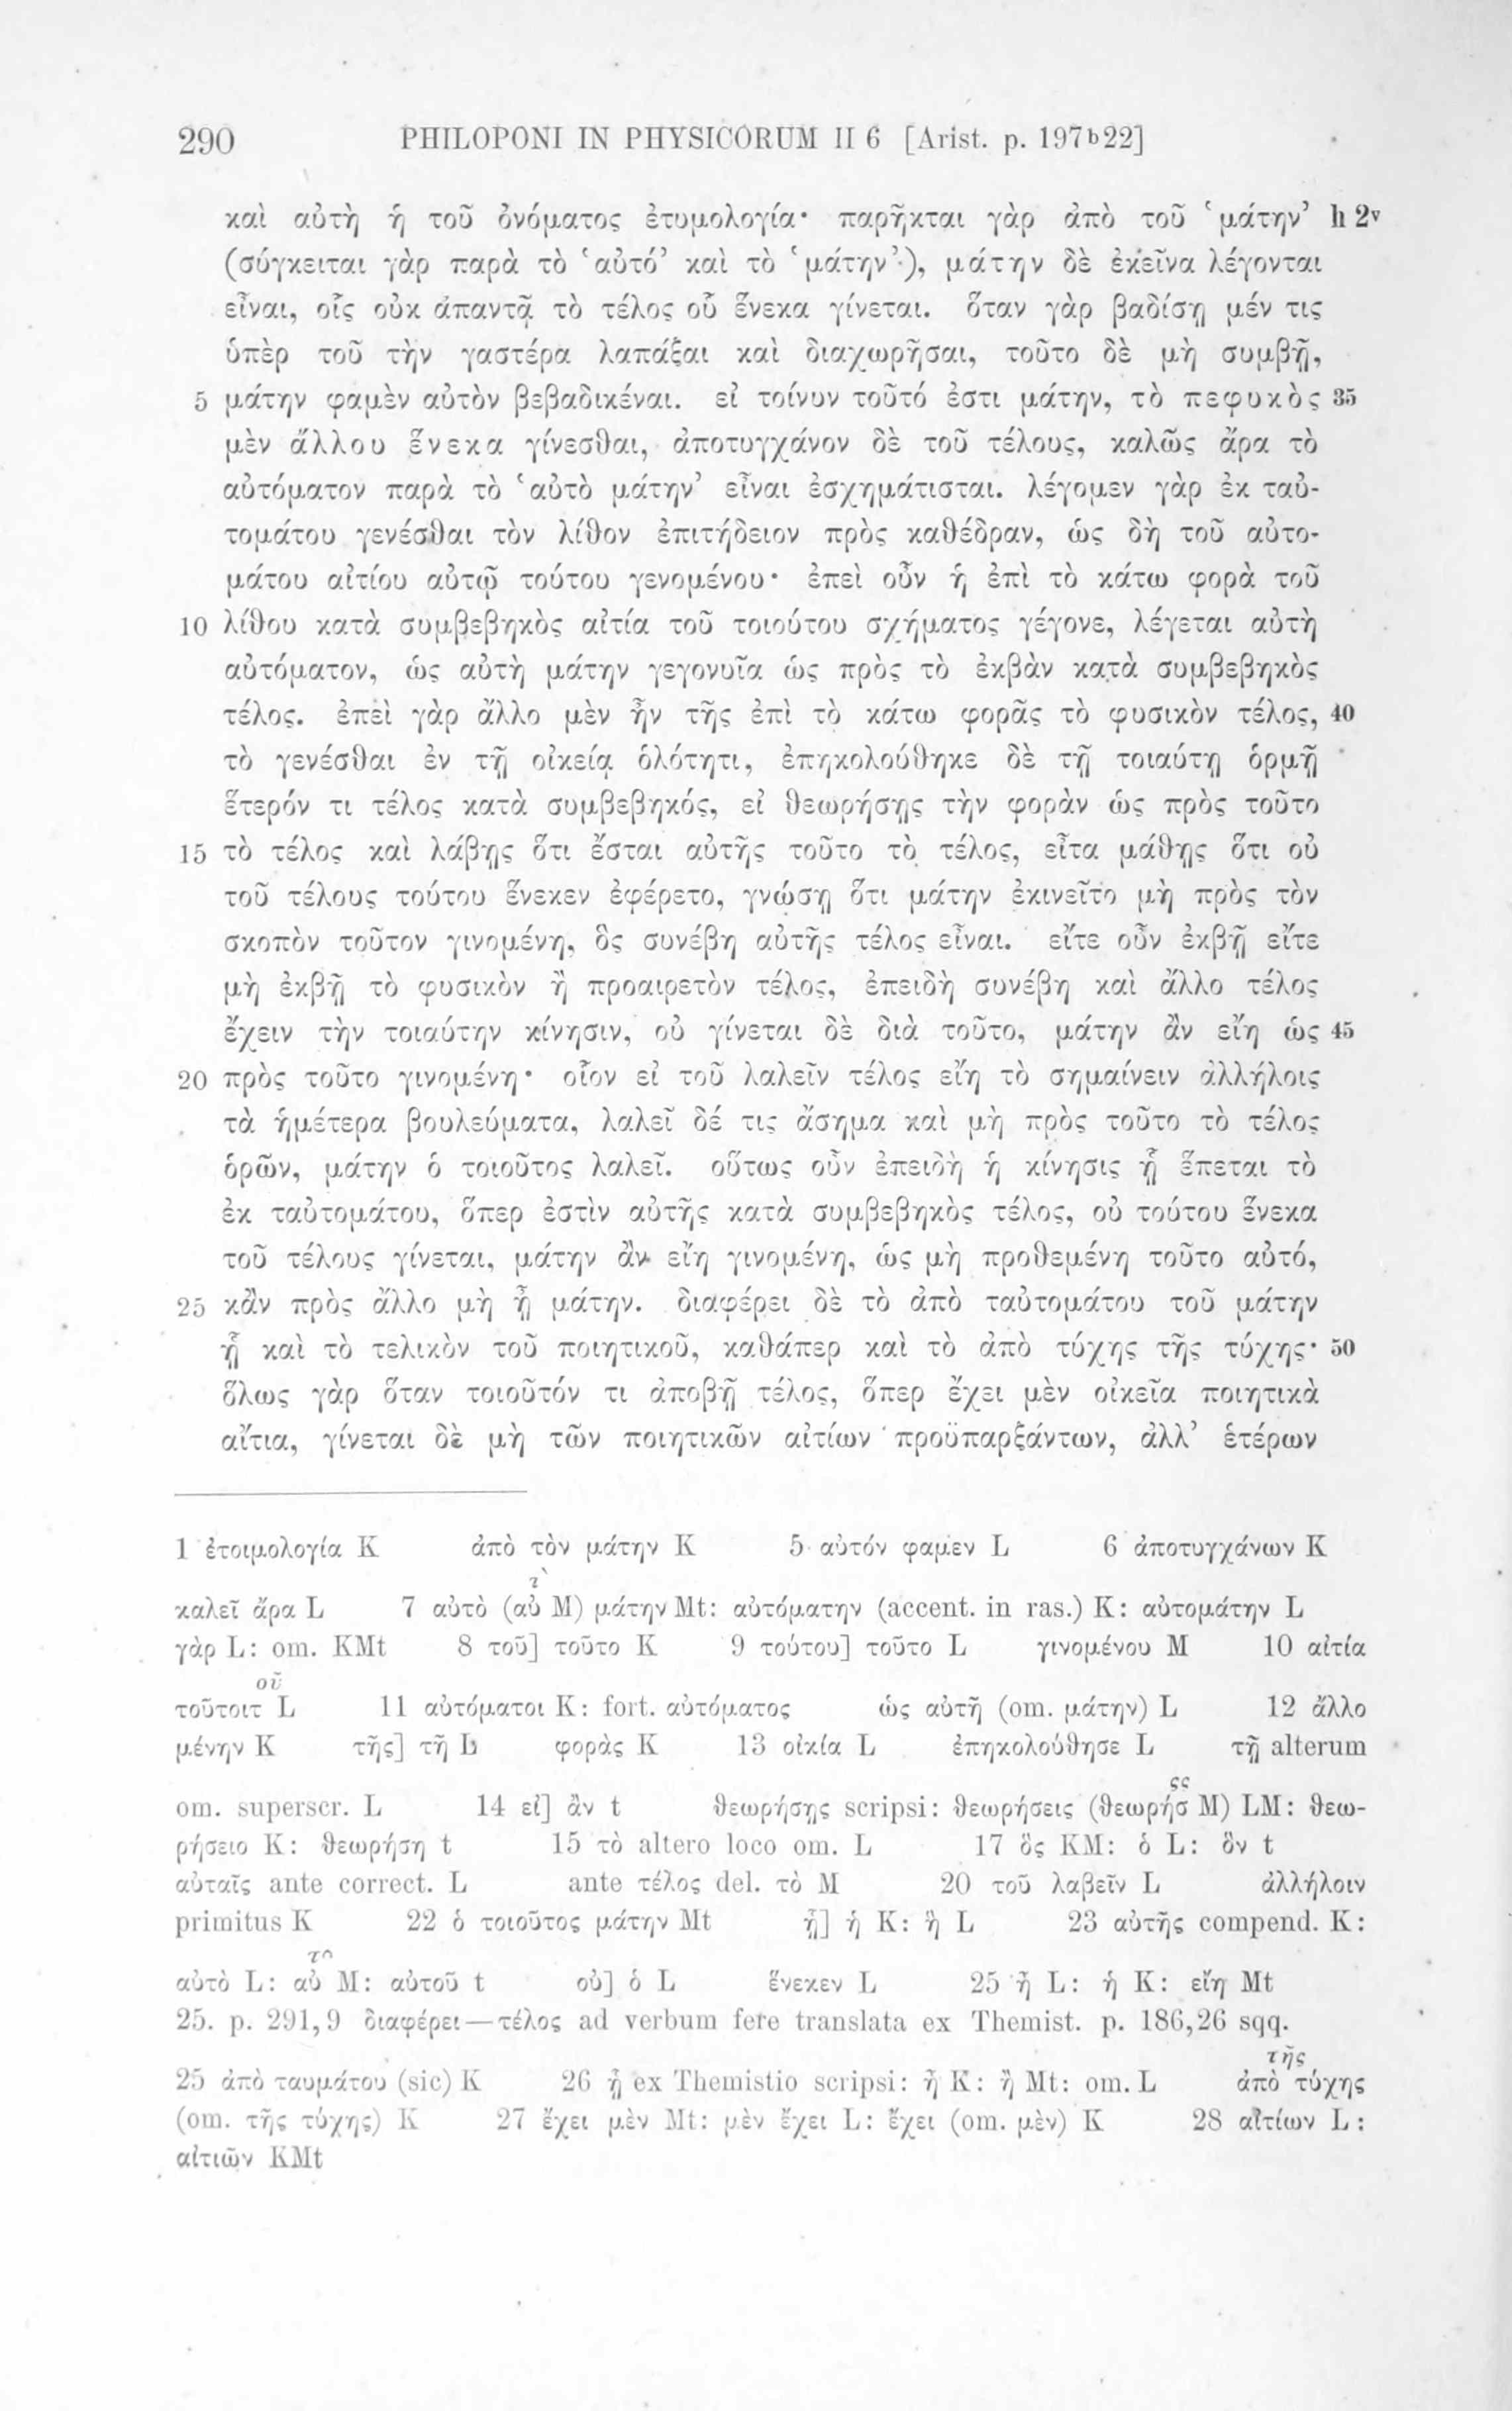 290 PHILOPONI IN PHYSICORUM II 6 [Arist. p. 197b22]
καὶ αὐτὴ ἡ τοῦ ὀνόματος ἐτυμολογία· παρῆκται γὰρ ἀπὸ τοῦ ‘μάτην’ h 2v
(σύγκειται γὰρ παρὰ τὸ ‘αὐτό’ καὶ τὸ ‘μάτην’), μάτην δὲ ἐκεῖνα λέγονται
εἶναι, οἷς οὐκ ἀπαντᾷ τὸ τέλος οὗ ἕνεκα γίνεται. ὅταν γὰρ βαδίσῃ μέν τις
ὑπὲρ τοῦ τὴν γαστέρα λαπάξαι καὶ διαχωρῆσαι, τοῦτο δὲ μὴ συμβῇ,
5 μάτην φαμὲν αὐτὸν βεβαδικέναι. εἰ τοίνυν τοῦτό ἐστι μάτην, τὸ πεφυκὸς 35
μὲν ἄλλου ἕνεκα γίνεσθαι, ἀποτυγχάνον δὲ τοῦ τέλους, καλῶς ἄρα τὸ
αὐτόματον παρὰ τὸ ‘αὐτὸ μάτην’ εἶναι ἐσχημάτισται. λέγομεν γὰρ ἐκ ταὐ-
τομάτου γενέσθαι τὸν λίθον ἐπιτήδειον πρὸς καθέδραν, ὡς δὴ τοῦ αὐτο-
μάτου αἰτίου αὐτῷ τούτου γενομένου· ἐπεὶ οὖν ἡ ἐπὶ τὸ κάτω φορὰ τοῦ
10 λίθου κατὰ συμβεβηκὸς αἰτία τοῦ τοιούτου σχήματος γέγονε, λέγεται αὐτὴ
αὐτόματον, ὡς αὐτὴ μάτην γεγονυῖα ὡς πρὸς τὸ ἐκβὰν κατὰ συμβεβηκὸς
τέλος. ἐπεὶ γὰρ ἄλλο μὲν ἦν τῆς ἐπὶ τὸ κάτω φορᾶς τὸ φυσικὸν τέλος, 40
τὸ γενέσθαι ἐν τῇ οἰκείᾳ ὁλότητι, ἐπηκολούθηκε δὲ τῇ τοιαύτῃ ὁρμῇ
ἕτερόν τι τέλος κατὰ συμβεβηκός, εἰ θεωρήσῃς τὴν φορὰν ὡς πρὸς τοῦτο
15 τὸ τέλος καὶ λάβῃς ὅτι ἔσται αὐτῆς τοῦτο τὸ τέλος, εἶτα μάθῃς ὅτι οὐ
τοῦ τέλους τούτου ἕνεκεν ἐφέρετο, γνώσῃ ὅτι μάτην ἐκινεῖτο μὴ πρὸς τὸν
σκοπὸν τοῦτον γινομένη, ὃς συνέβη αὐτῆς τέλος εἶναι. εἴτε οὖν ἐκβῇ εἴτε
μὴ ἐκβῇ τὸ φυσικὸν ἢ προαιρετὸν τέλος, ἐπειδὴ συνέβη καὶ ἄλλο τέλος
ἔχειν τὴν τοιαύτην κίνησιν, οὐ γίνεται δὲ διὰ τοῦτο, μάτην ἂν εἴη ὡς 45
20 πρὸς τοῦτο γινομένη· οἷον εἰ τοῦ λαλεῖν τέλος εἴη τὸ σημαίνειν ἀλλήλοις
τὰ ἡμέτερα βουλεύματα, λαλεῖ δέ τις ἄσημα καὶ μὴ πρὸς τοῦτο τὸ τέλος
ὁρῶν, μάτην ὁ τοιοῦτος λαλεῖ. οὕτως οὖν ἐπειδὴ ἡ κίνησις ᾗ ἕπεται τὸ
ἐκ ταὐτομάτου, ὅπερ ἐστὶν αὐτῆς κατὰ συμβεβηκὸς τέλος, οὐ τούτου ἕνεκα
τοῦ τέλους γίνεται, μάτην ἂν εἴη γινομένη, ὡς μὴ προθεμένη τοῦτο αὐτό,
25 κἂν πρὸς ἄλλο μὴ ᾖ μάτην. διαφέρει δὲ τὸ ἀπὸ ταὐτομάτου τοῦ μάτην
ᾗ καὶ τὸ τελικὸν τοῦ ποιητικοῦ, καθάπερ καὶ τὸ ἀπὸ τύχης τῆς τύχης· 50
ὅλως γὰρ ὅταν τοιοῦτόν τι ἀποβῇ τέλος, ὅπερ ἔχει μὲν οἰκεῖα ποιητικὰ
αἴτια, γίνεται δὲ μὴ τῶν ποιητικῶν αἰτίων προϋπαρξάντων, ἀλλ’ ἑτέρων
1 ἐτοιμολογία K ἀπὸ τὸν μάτην K 5 αὐτόν φαμεν L 6 ἀποτυγχάνων K
καλεῖ ἄρα L 7 αὐτὸ (αὐ M) μάτην Mt: αὐτόματην (accent. in ras.) K: αὐτομάτην L
γὰρ L: om. KMt 8 τοῦ] τοῦτο K 9 τούτου] τοῦτο L γινομένου M 10 αἰτία
οῦ
τοῦτοιτ L 11 αὐτόματοι K: fort. αὐτόματος ὡς αὐτῆ (om. μάτην) L 12 ἄλλο
μένην K τῆς] τῆ L φορὰς K 13 οἰκία L ἐπηκολούθησε L τῇ alterum
om. superscr. L 14 εἰ] ἂν t θεωρήσῃς scripsi: θεωρήσεις (θεωρήσ M) LM: θεω-
ρήσειο K: θεωρήση t 15 τὸ altero loco om. L 17 ὃς KM: ὁ L: ὃν t
αὐταῖς ante correct. L ante τέλος del. τὸ M 20 τοῦ λαβεῖν L ἀλλήλοιν
primitus K 22 ὁ τοιοῦτος μάτην Mt ᾗ] ἡ K: ἢ L 23 αὐτῆς compend. K:
αὐτὸ L: αὐ M: αὐτοῦ t οὐ] ὁ L ἕνεκεν L 25 ᾖ L: ἡ K: εἴη Mt
25. p. 291,9 διαφέρει—τέλος ad verbum fere translata ex Themist. p. 186,26 sqq.
τῆς
25 ἀπὸ ταυμάτου (sic) K 26 ᾗ ex Themistio scripsi: ἦ K: ἢ Mt: om. L ἀπὸ τύχης
(om. τῆς τύχης) K 27 ἔχει μὲν Mt: μὲν ἔχει L: ἔχει (om. μὲν) K 28 αἰτίων L:
αἰτιῶν KMt